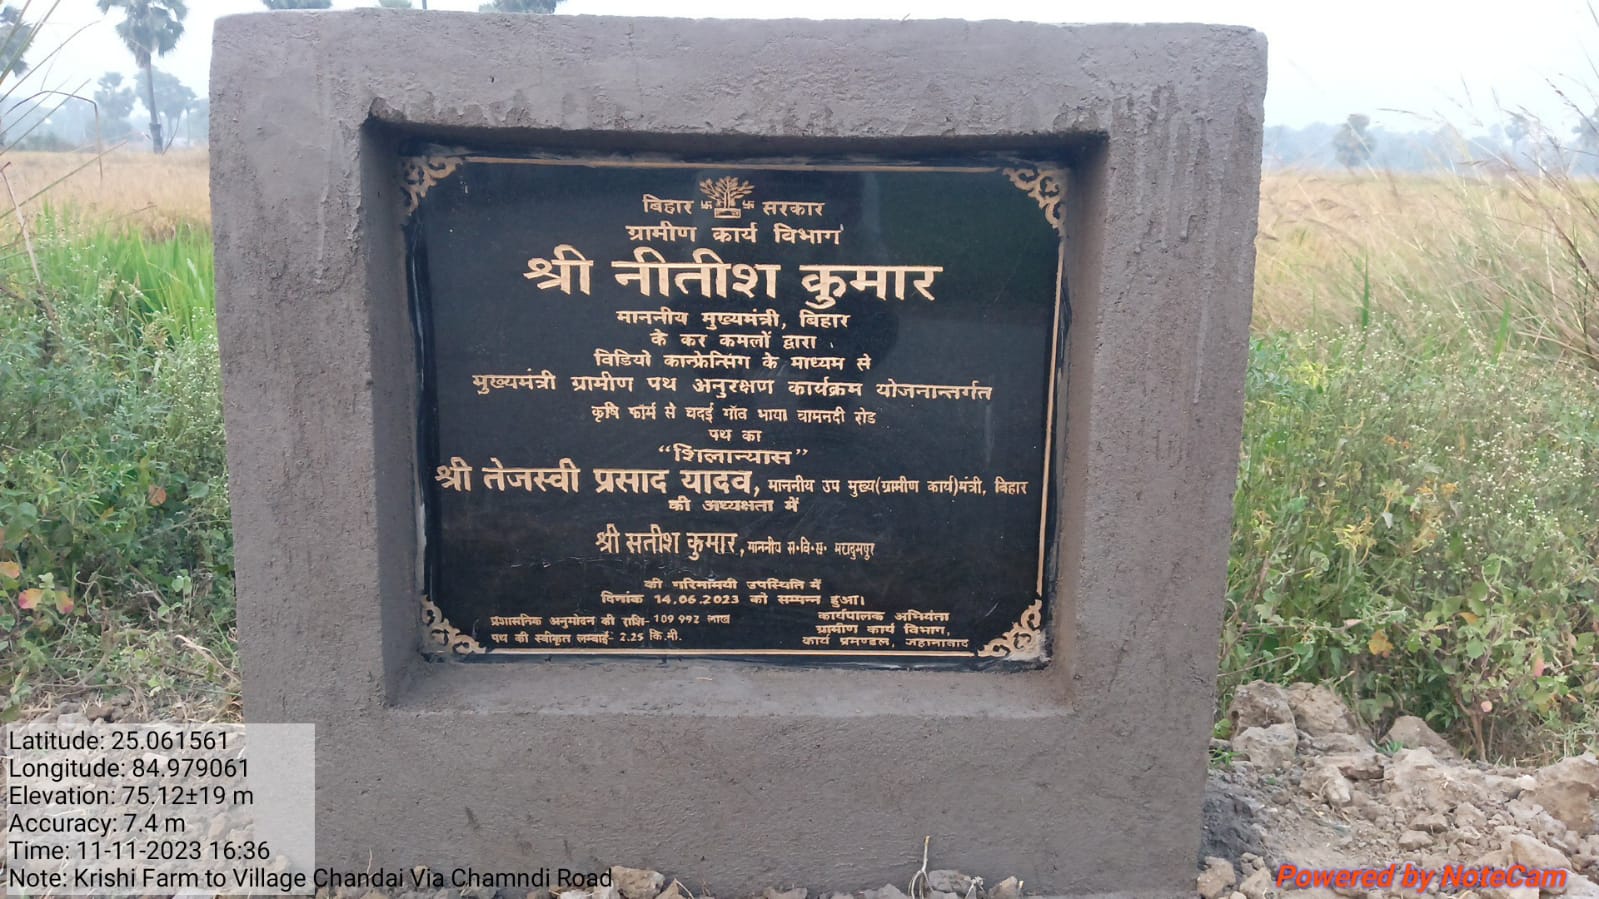 बिहार सरकार
ग्रामीण कार्य विभाग
श्री नीतीश कुमार
माननीय मुख्यमंत्री, बिहार
के कर कमलों द्वारा
विडियो कान्फ्रेन्सिंग के माध्यम से
मुख्यमंत्री ग्रामीण पथ अनुरक्षण कार्यक्रम योजनान्तर्गत
कृषि फॉर्म से चदई गॉव भाया चामनदी रोड
पथ का
“शिलान्यास”
श्री तेजस्वी प्रसाद यादव, माननीय उप मुख्य(ग्रामीण कार्य)मंत्री, बिहार
की अध्यक्षता में
श्री सतीश कुमार, माननीय स॰वि॰स॰ मखदुमपुर
की गरिमामयी उपस्थिति में
दिनांक 14.06.2023 को सम्पन्न हुआ।
प्रशासनिक अनुमोदन की राशि- 109.992 लाख
पथ की स्वीकृत लम्बाई- 2.25 कि.मी.
कार्यपालक अभियंता
ग्रामीण कार्य विभाग,
कार्य प्रमण्डल, जहानाबाद
Latitude: 25.061561
Longitude: 84.979061
Elevation: 75.12±19 m
Accuracy: 7.4 m
Time: 11-11-2023 16:36
Note: Krishi Farm to Village Chandai Via Chamndi Road
Powered by NoteCam